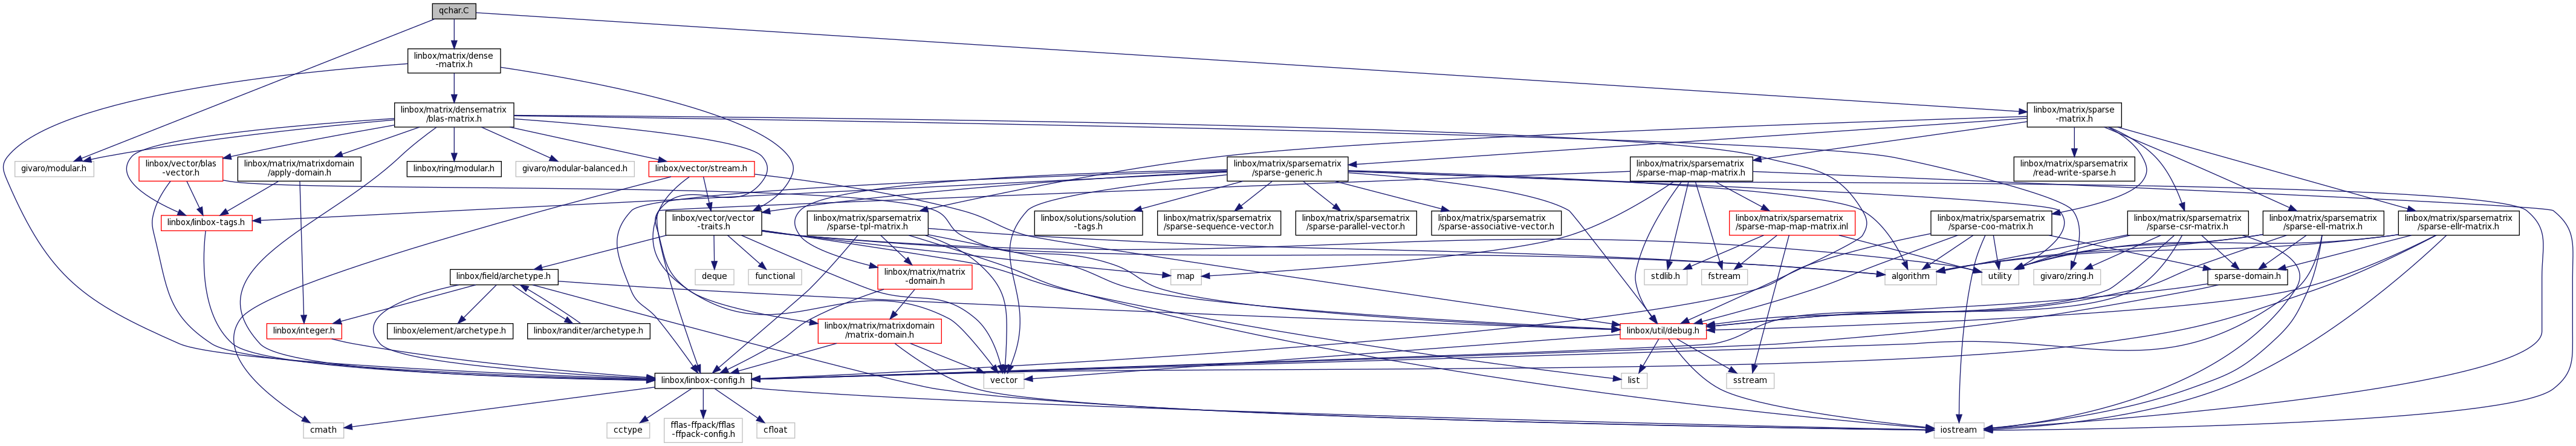 qchar.C
linbox/matrix/dense
-matrix.h
linbox/matrix/densematrix
/blas-matrix.h
linbox/matrix/sparse
-matrix.h
givaro/modular.h
linbox/vector/blas
-vector.h
linbox/matrix/matrixdomain
/apply-domain.h
linbox/ring/modular.h
givaro/modular-balanced.h
linbox/vector/stream.h
linbox/matrix/sparsematrix
/sparse-generic.h
linbox/matrix/sparsematrix
/sparse-map-map-matrix.h
linbox/matrix/sparsematrix
/read-write-sparse.h
linbox/linbox-tags.h
linbox/vector/vector
-traits.h
linbox/matrix/sparsematrix
/sparse-tpl-matrix.h
linbox/solutions/solution
-tags.h
linbox/matrix/sparsematrix
/sparse-sequence-vector.h
linbox/matrix/sparsematrix
/sparse-parallel-vector.h
linbox/matrix/sparsematrix
/sparse-associative-vector.h
linbox/matrix/sparsematrix
/sparse-map-map-matrix.inl
linbox/matrix/sparsematrix
/sparse-coo-matrix.h
linbox/matrix/sparsematrix
/sparse-csr-matrix.h
linbox/matrix/sparsematrix
/sparse-ell-matrix.h
linbox/matrix/sparsematrix
/sparse-ellr-matrix.h
linbox/field/archetype.h
deque
functional
linbox/matrix/matrix
-domain.h
map
stdlib.h
fstream
algorithm
utility
givaro/zring.h
sparse-domain.h
linbox/integer.h
linbox/element/archetype.h
linbox/randiter/archetype.h
linbox/matrix/matrixdomain
/matrix-domain.h
linbox/util/debug.h
linbox/linbox-config.h
vector
list
sstream
cmath
cctype
fflas-ffpack/fflas
-ffpack-config.h
cfloat
iostream